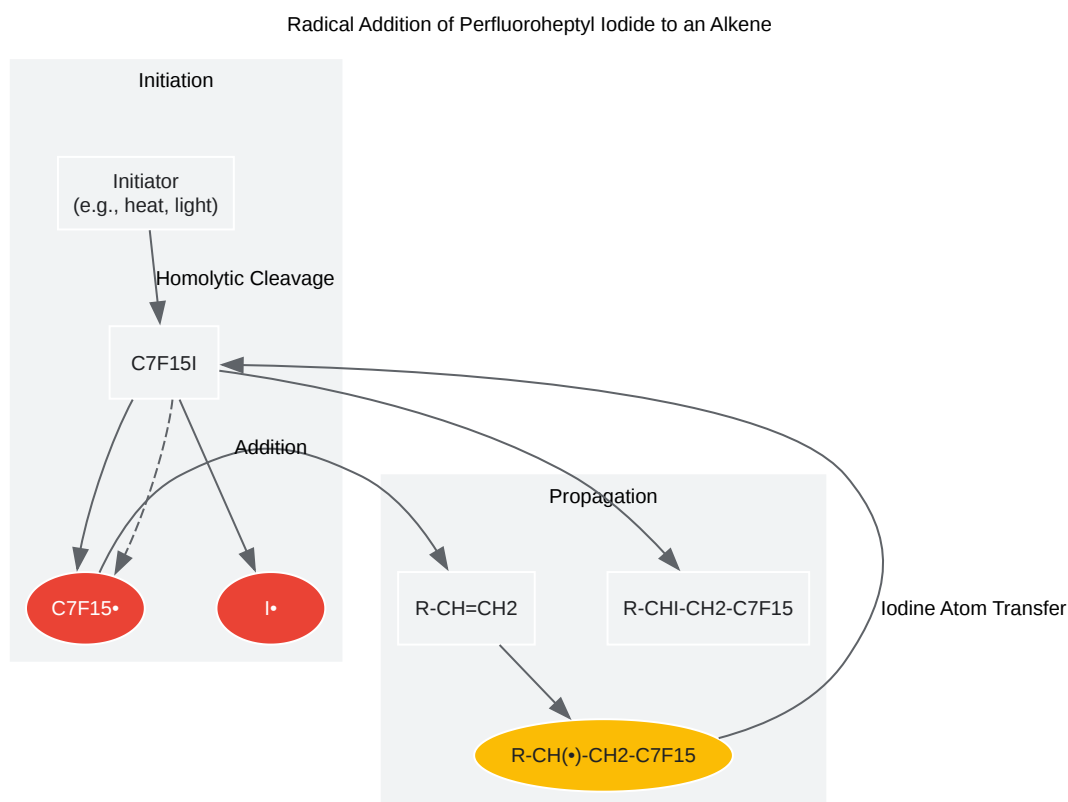 Radical Addition of Perfluoroheptyl Iodide to an Alkene
Initiation
Initiator
(e.g., heat, light)
Homolytic Cleavage
C7F15I
Addition
Propagation
C7F15•
I•
R-CH=CH2
R-CHI-CH2-C7F15
Iodine Atom Transfer
R-CH(•)-CH2-C7F15